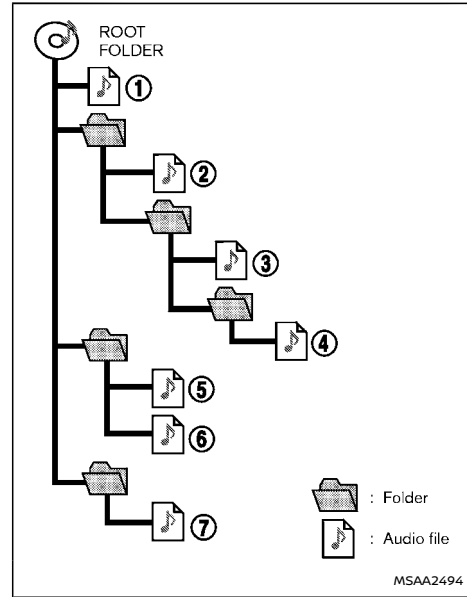 ROOT
FOLDER
①
②
③
④
⑤
⑥
⑦
: Folder
: Audio file
MSAA2494